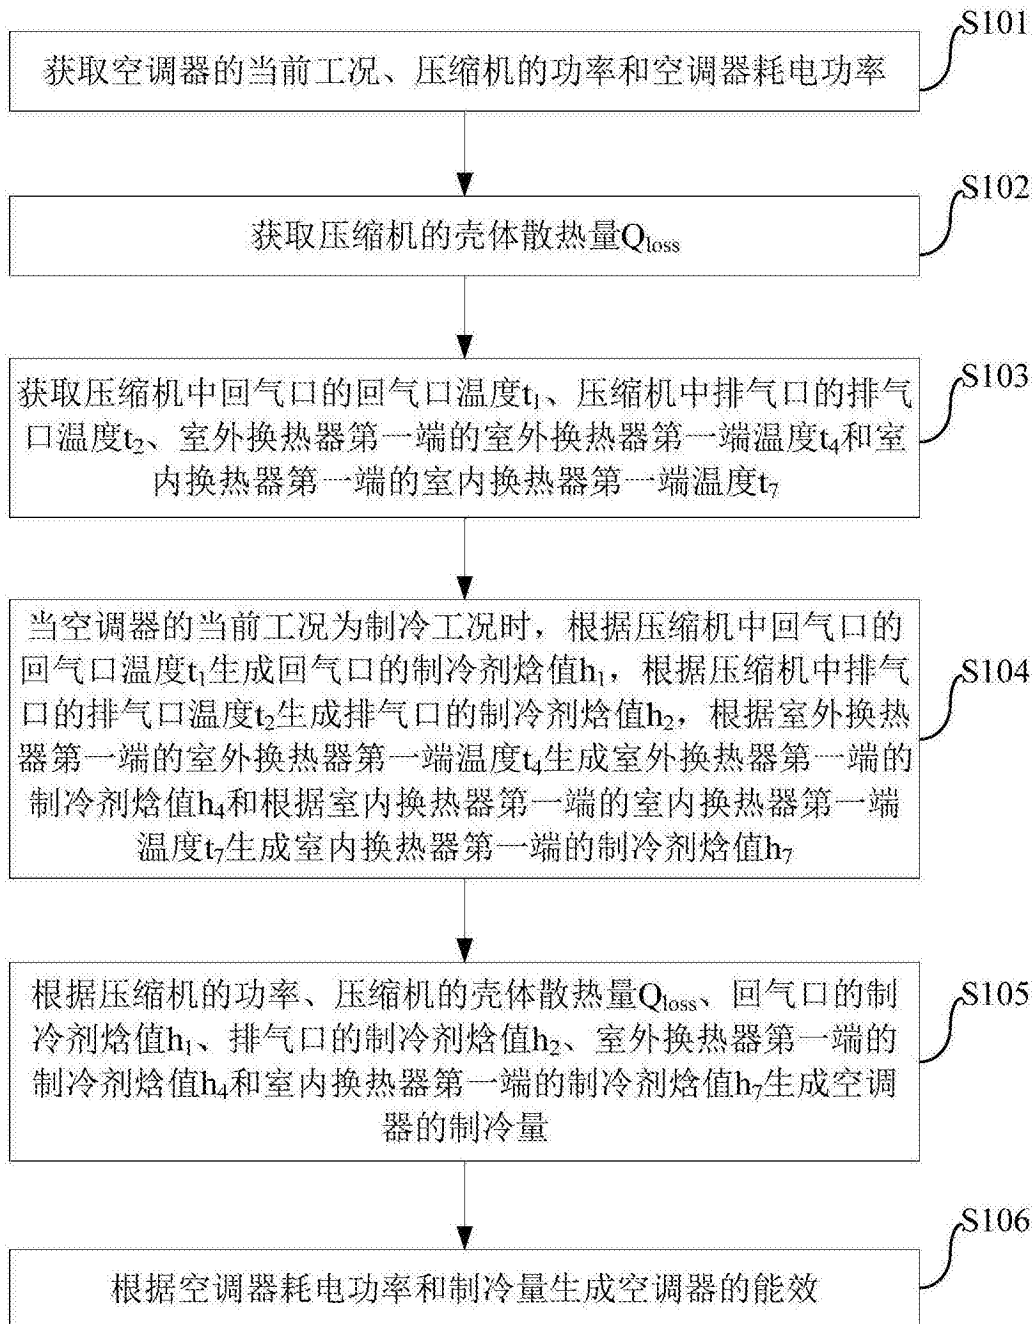 S101
获取空调器的当前工况、压缩机的功率和空调器耗电功率
S102
获取压缩机的壳体散热量Qloss
S103
获取压缩机中回气口的回气口温度t1、压缩机中排气口的排气
口温度t2、室外换热器第一端的室外换热器第一端温度t4和室
内换热器第一端的室内换热器第一端温度t7
S104
当空调器的当前工况为制冷工况时，根据压缩机中回气口的
回气口温度t1生成回气口的制冷剂焓值h1，根据压缩机中排气
口的排气口温度t2生成排气口的制冷剂焓值h2，根据室外换热
器第一端的室外换热器第一端温度t4生成室外换热器第一端的
制冷剂焓值h4和根据室内换热器第一端的室内换热器第一端
温度t7生成室内换热器第一端的制冷剂焓值h7
S105
根据压缩机的功率、压缩机的壳体散热量Qloss、回气口的制
冷剂焓值h1、排气口的制冷剂焓值h2、室外换热器第一端的
制冷剂焓值h4和室内换热器第一端的制冷剂焓值h7生成空调
器的制冷量
S106
根据空调器耗电功率和制冷量生成空调器的能效